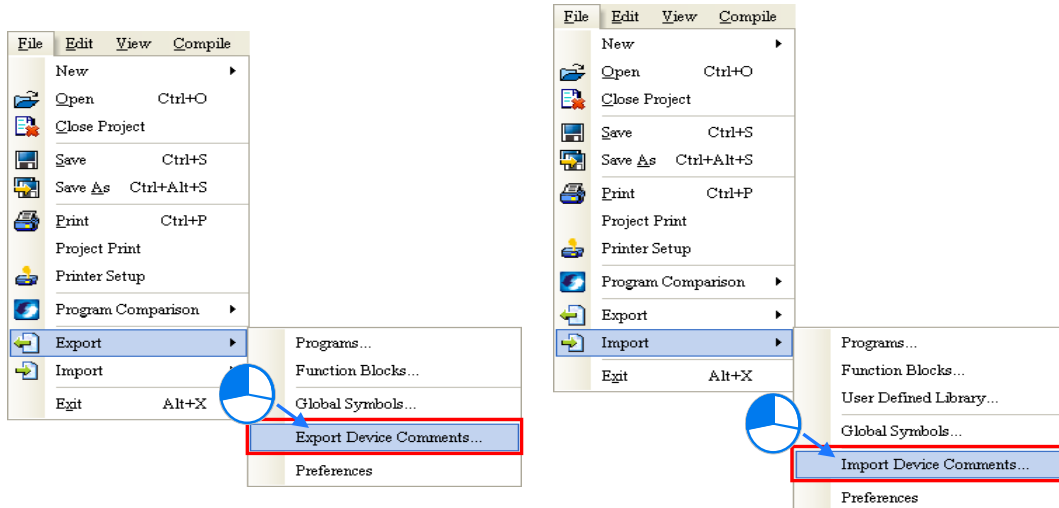 File Edit View Compile
New
Open Ctrl+O
Close Project
Save Ctrl+S
Save As Ctrl+Alt+S
Print Ctrl+P
Project Print
Printer Setup
Program Comparison
Export
Import
Exit Alt+X
Programs...
Function Blocks...
Global Symbols...
Export Device Comments...
Preferences
File Edit View Compile
New
Open Ctrl+O
Close Project
Save Ctrl+S
Save As Ctrl+Alt+S
Print Ctrl+P
Project Print
Printer Setup
Program Comparison
Export
Import
Exit Alt+X
Programs...
Function Blocks...
User Defined Library...
Global Symbols...
Import Device Comments...
Preferences